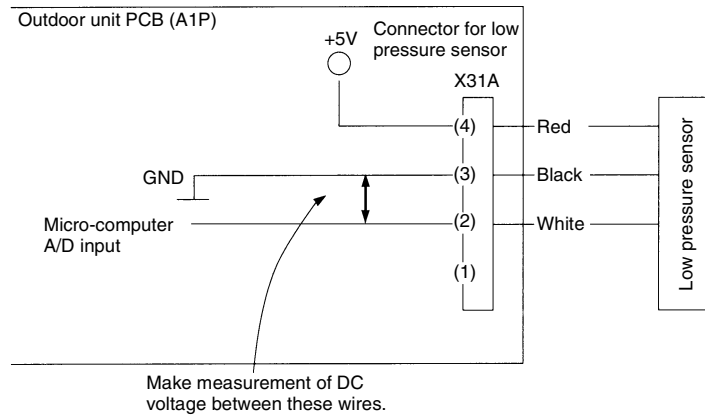 Outdoor unit PCB (A1P)
Connector for low
pressure sensor
+5V
X31A
(4)
Red
GND
(3)
Black
Micro-computer
A/D input
(2)
White
(1)
Low pressure sensor
Make measurement of DC
voltage between these wires.